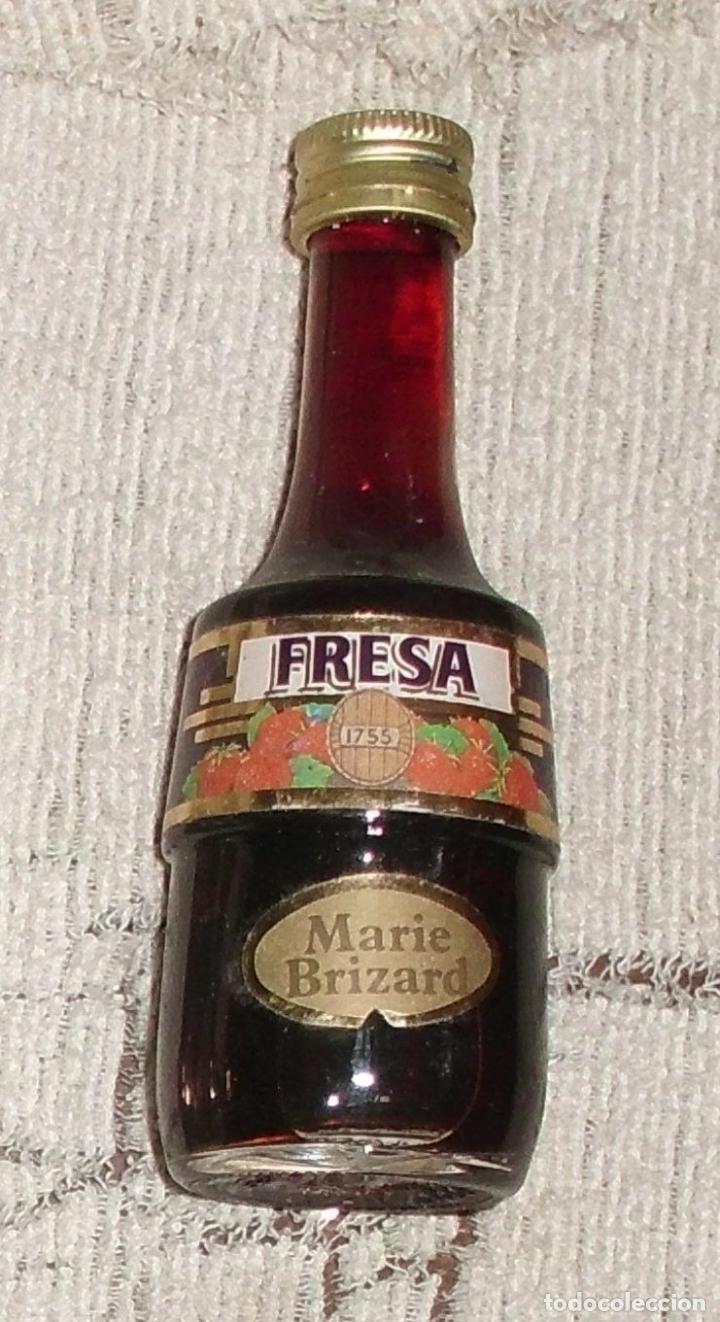 FRESA
1755
Marie
Brizard
todocoleccion